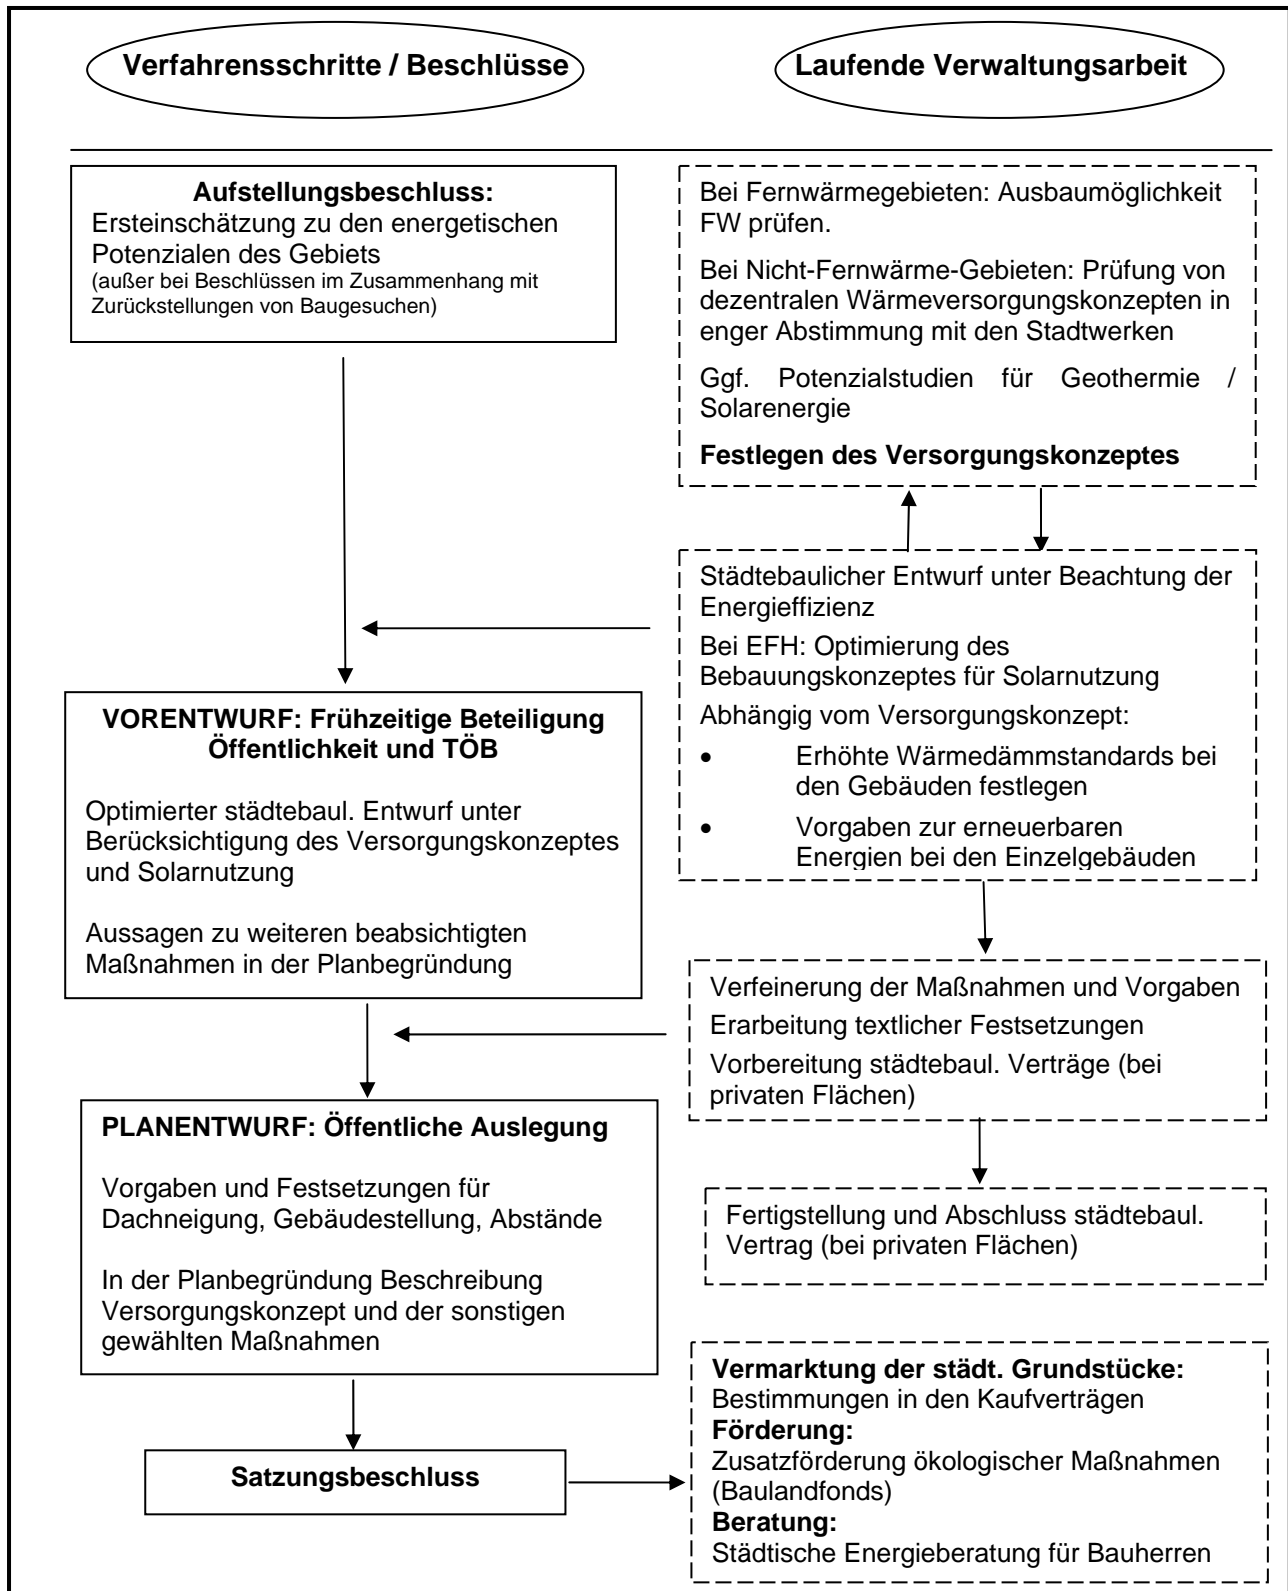 Verfahrensschritte / Beschlüsse
Laufende Verwaltungsarbeit
Aufstellungsbeschluss:
Ersteinschätzung zu den energetischen
Potenzialen des Gebiets
(außer bei Beschlüssen im Zusammenhang mit
Zurückstellungen von Baugesuchen)
Bei Fernwärmegebieten: Ausbaumöglichkeit
FW prüfen.
Bei Nicht-Fernwärme-Gebieten: Prüfung von
dezentralen Wärmeversorgungskonzepten in
enger Abstimmung mit den Stadtwerken
Ggf. Potenzialstudien für Geothermie /
Solarenergie
Festlegen des Versorgungskonzeptes
Städtebaulicher Entwurf unter Beachtung der
Energieffizienz
Bei EFH: Optimierung des
Bebauungskonzeptes für Solarnutzung
Abhängig vom Versorgungskonzept:
• Erhöhte Wärmedämmstandards bei
den Gebäuden festlegen
• Vorgaben zur erneuerbaren
Energien bei den Einzelgebäuden
VORENTWURF: Frühzeitige Beteiligung
Öffentlichkeit und TÖB
Optimierter städtebaul. Entwurf unter
Berücksichtigung des Versorgungskonzeptes
und Solarnutzung
Aussagen zu weiteren beabsichtigten
Maßnahmen in der Planbegründung
Verfeinerung der Maßnahmen und Vorgaben
Erarbeitung textlicher Festsetzungen
Vorbereitung städtebaul. Verträge (bei
privaten Flächen)
PLANENTWURF: Öffentliche Auslegung
Vorgaben und Festsetzungen für
Dachneigung, Gebäudestellung, Abstände
In der Planbegründung Beschreibung
Versorgungskonzept und der sonstigen
gewählten Maßnahmen
Fertigstellung und Abschluss städtebaul.
Vertrag (bei privaten Flächen)
Satzungsbeschluss
Vermarktung der städt. Grundstücke:
Bestimmungen in den Kaufverträgen
Förderung:
Zusatzförderung ökologischer Maßnahmen
(Baulandfonds)
Beratung:
Städtische Energieberatung für Bauherren